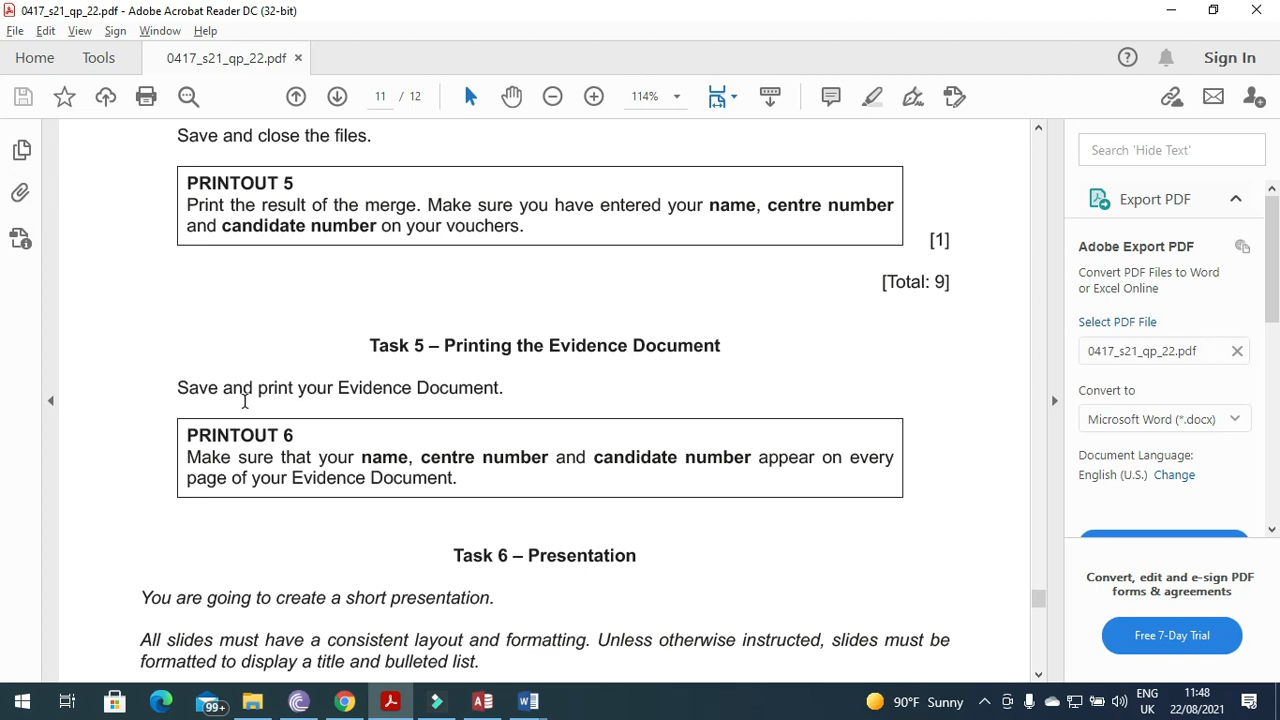 0417_s21_qp_22.pdf - Adobe Acrobat Reader DC (32-bit)
File Edit View Sign Window Help
Home Tools 0417_s21_qp_22.pdf × Sign In
11 / 12 114%
Save and close the files.
PRINTOUT 5
Print the result of the merge. Make sure you have entered your name, centre number
and candidate number on your vouchers.
[1]
[Total: 9]
Task 5 – Printing the Evidence Document
Save and print your Evidence Document.
PRINTOUT 6
Make sure that your name, centre number and candidate number appear on every
page of your Evidence Document.
Task 6 – Presentation
You are going to create a short presentation.
All slides must have a consistent layout and formatting. Unless otherwise instructed, slides must be
formatted to display a title and bulleted list.
Search 'Hide Text'
Export PDF
Adobe Export PDF
Convert PDF Files to Word
or Excel Online
Select PDF File
0417_s21_qp_22.pdf
Convert to
Microsoft Word (*.docx)
Document Language:
English (U.S.) Change
Convert, edit and e-sign PDF
forms & agreements
Free 7-Day Trial
99+
90°F Sunny
ENG
UK
11:48
22/08/2021